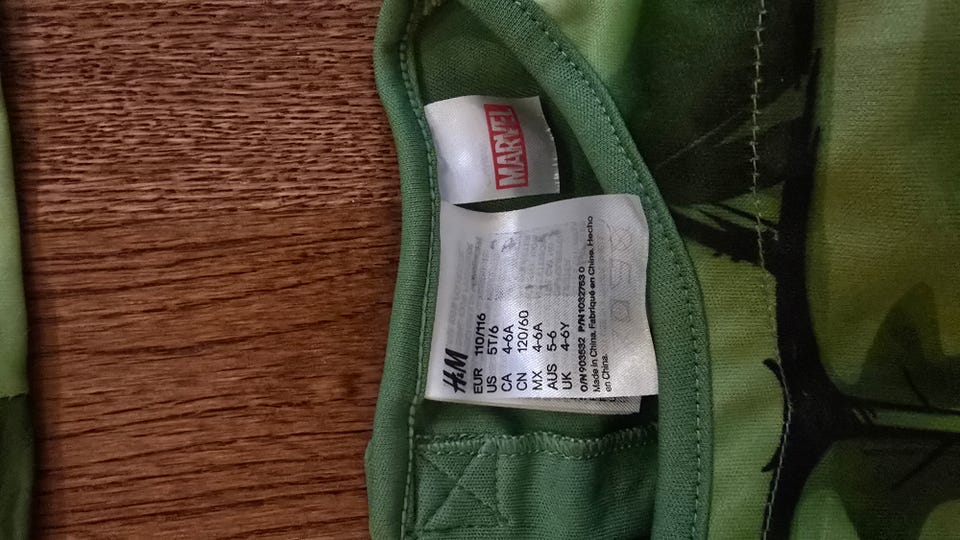 MARVEL
H&M
EUR 110/116
US 5T/6
CA 4-6A
CN 120/60
MX 4-6A
AUS 5-6
UK 4-6Y
O/N 903532 P/N 1032753 0
Made in China. Fabriqué en Chine. Hecho
en China.